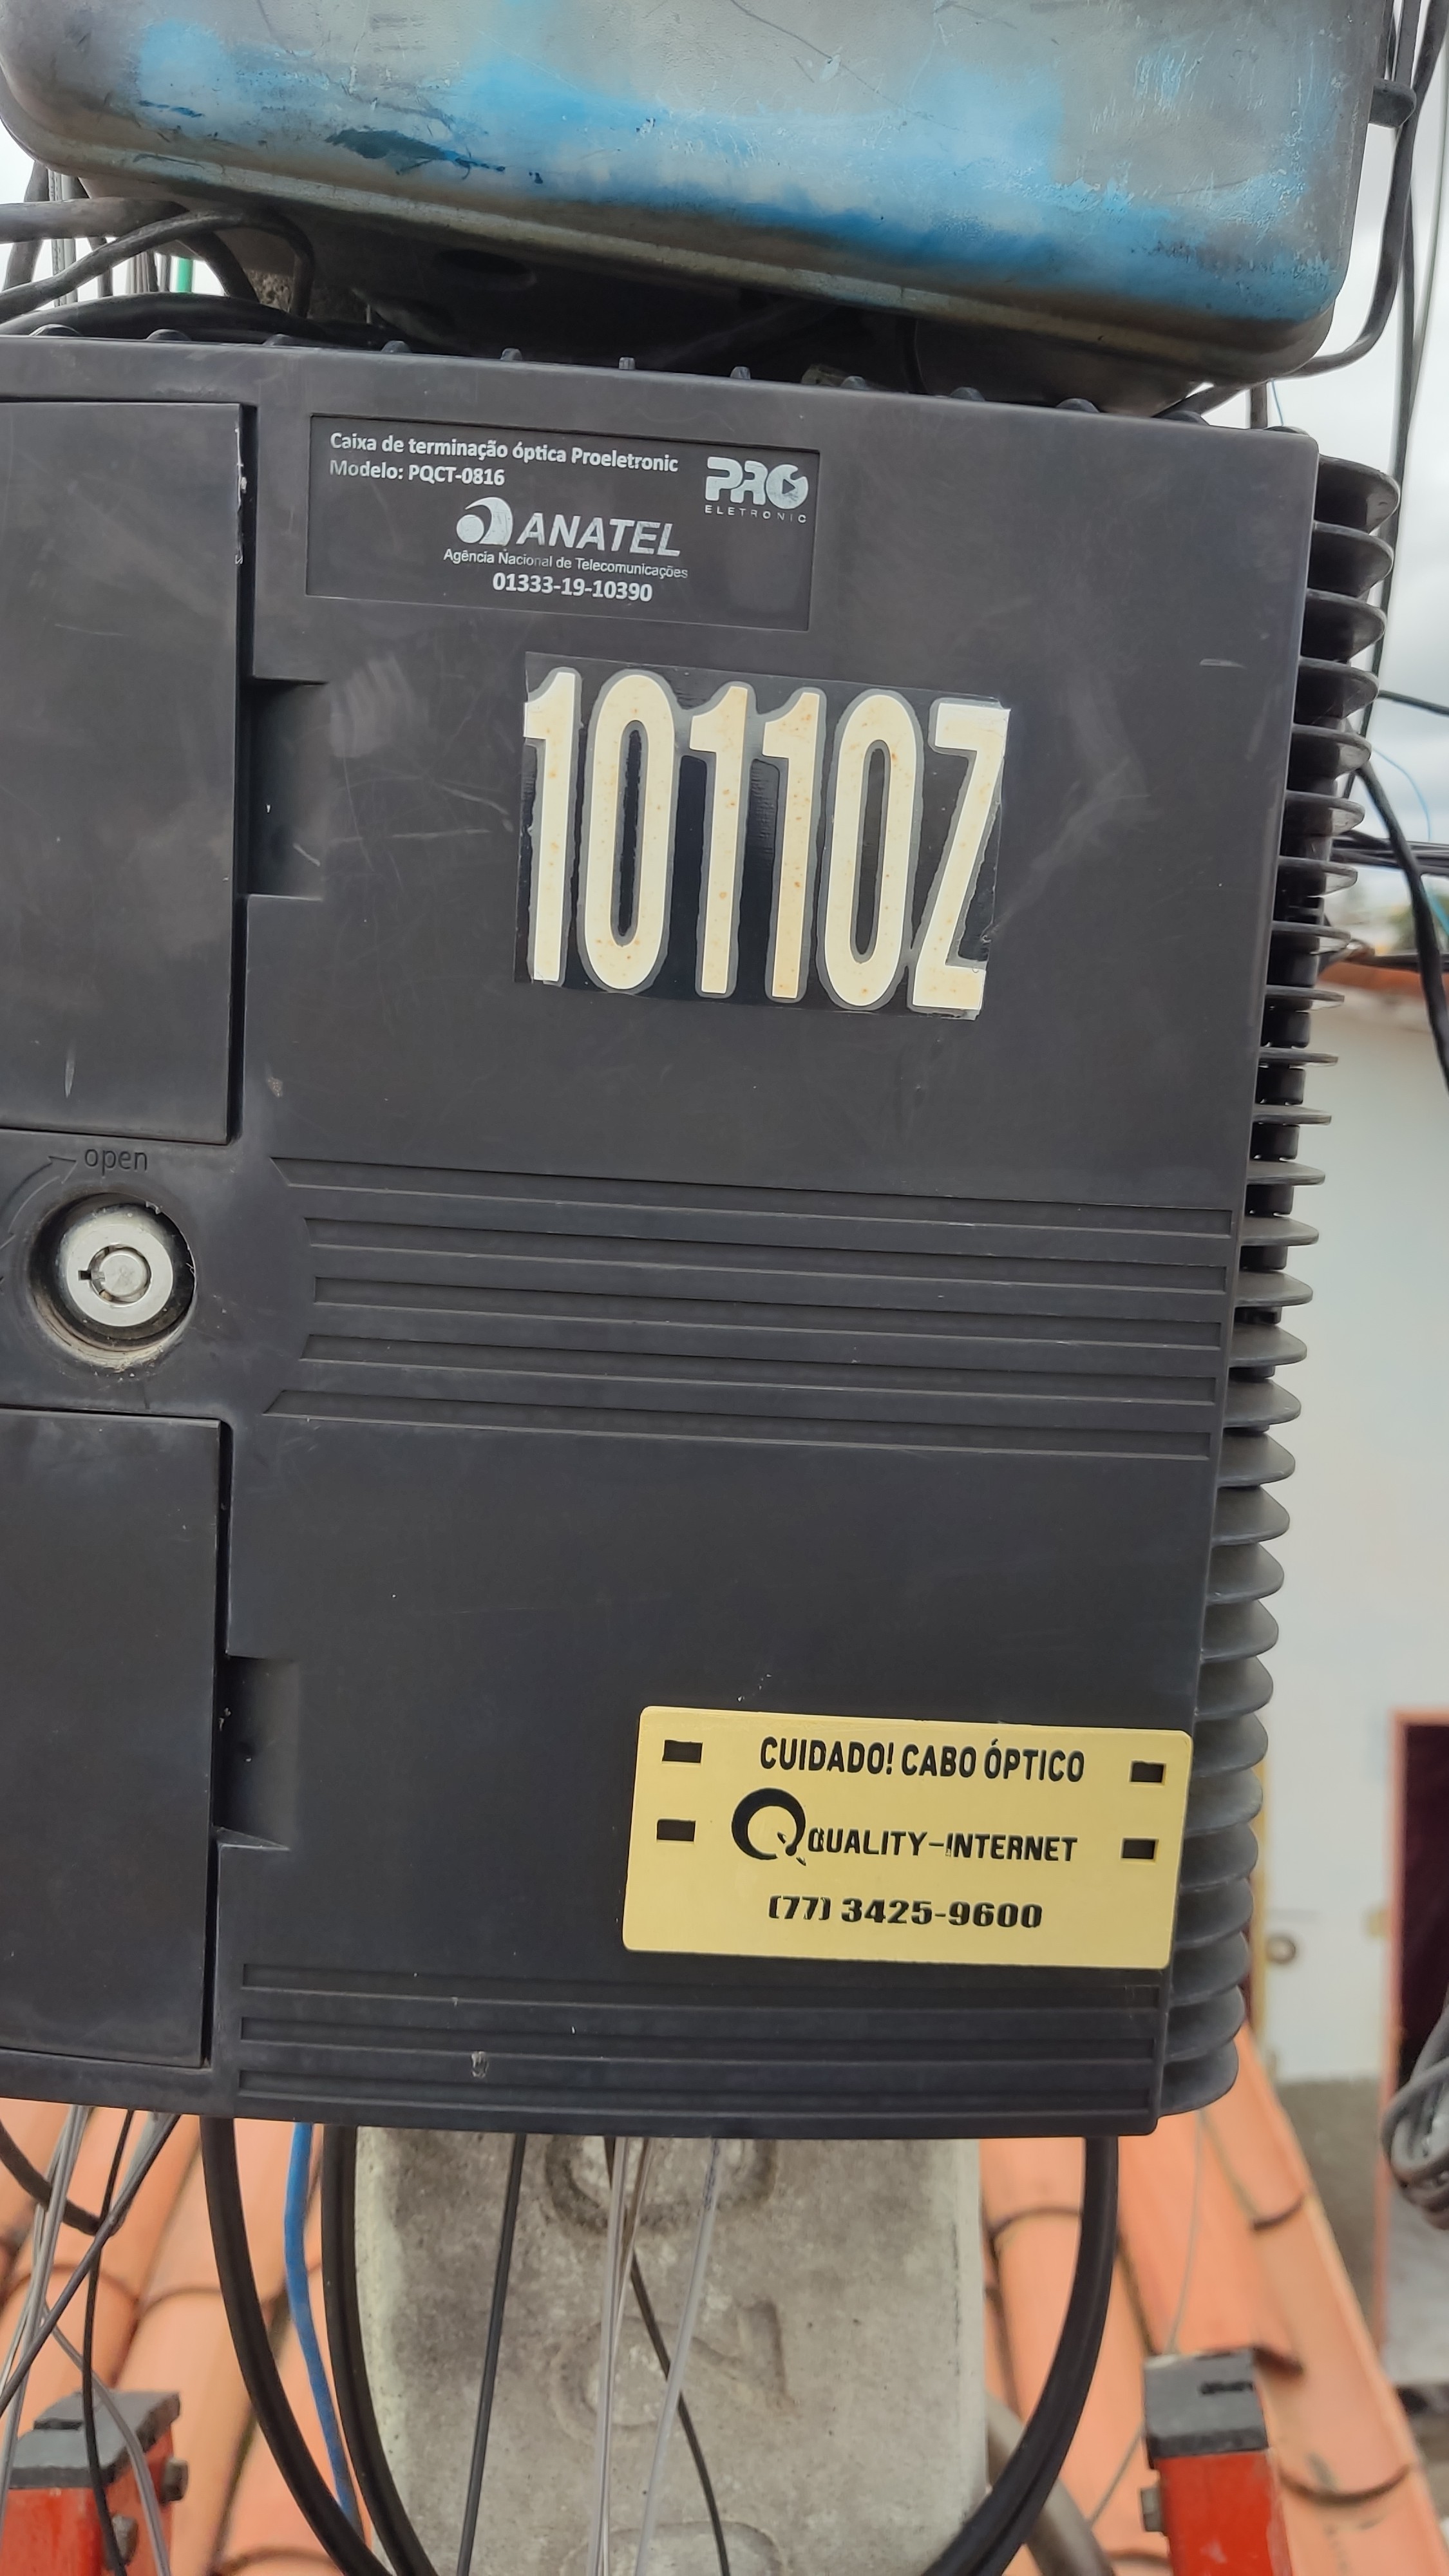 Caixa de terminação óptica Proeletronic
Modelo: PQCT-0816
PRO
ELETRONIC
ANATEL
Agência Nacional de Telecomunicações
01333-19-10390
10110Z
open
CUIDADO! CABO ÓPTICO
QUALITY-INTERNET
(77) 3425-9600